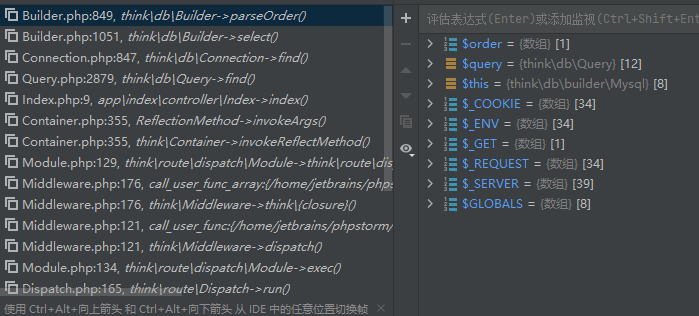 Builder.php:849, think\db\Builder->parseOrder()
Builder.php:1051, think\db\Builder->select()
Connection.php:847, think\db\Connection->find()
Query.php:2879, think\db\Query->find()
Index.php:9, app\index\controller\Index->index()
Container.php:355, ReflectionMethod->invokeArgs()
Container.php:355, think\Container->invokeReflectMethod()
Module.php:129, think\route\dispatch\Module->think\route\dis
Middleware.php:176, call_user_func_array:{/home/jetbrains/phps
Middleware.php:176, think\Middleware->think\{closure}()
Middleware.php:121, call_user_func:{/home/jetbrains/phpstorm/
Middleware.php:121, think\Middleware->dispatch()
Module.php:134, think\route\dispatch\Module->exec()
Dispatch.php:165, think\route\Dispatch->run()
使用 Ctrl+Alt+向上箭头 和 Ctrl+Alt+向下箭头 从 IDE 中的任意位置切换帧
评估表达式(Enter)或添加监视(Ctrl+Shift+Ent
$order = {数组} [1]
$query = {think\db\Query} [12]
$this = {think\db\builder\Mysql} [8]
$_COOKIE = {数组} [34]
$_ENV = {数组} [34]
$_GET = {数组} [1]
$_REQUEST = {数组} [34]
$_SERVER = {数组} [39]
$GLOBALS = {数组} [8]